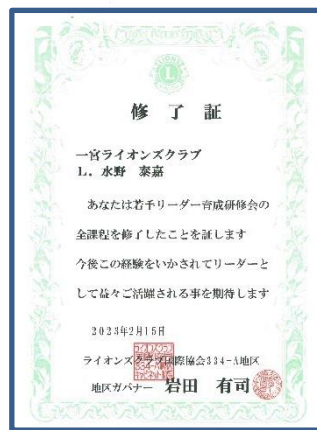 修了証
一宮ライオンズクラブ
L．水野　泰嘉
あなたは若手リーダー育成研修会の
全課程を修了したことを証します
今後この経験をいかされてリーダーと
して益々ご活躍される事を期待します
2023年2月15日
ライオンズクラブ国際協会334-A地区
地区ガバナー　岩田　有司